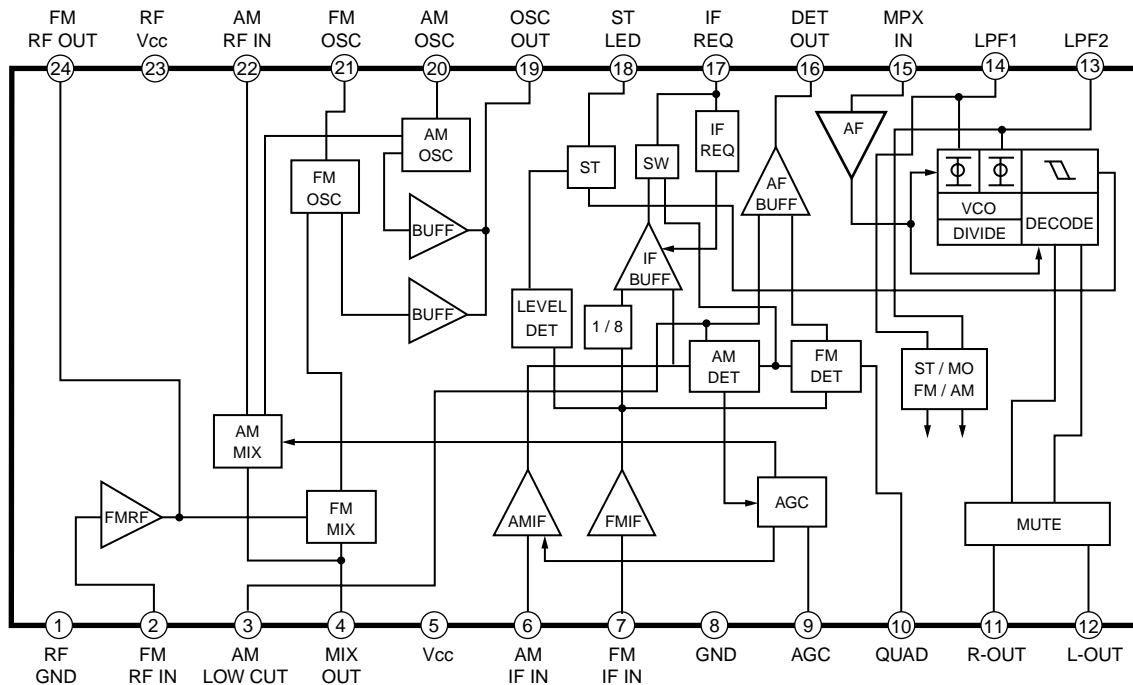 FM
RF OUT
RF
Vcc
AM
RF IN
FM
OSC
AM
OSC
OSC
OUT
ST
LED
IF
REQ
DET
OUT
MPX
IN
LPF1
LPF2
24
23
22
21
20
19
18
17
16
15
14
13
AM
OSC
FM
OSC
BUFF
BUFF
ST
SW
IF
REQ
AF
BUFF
AF
IF
BUFF
VCO
DIVIDE
DECODE
LEVEL
DET
1 / 8
AM
DET
FM
DET
ST / MO
FM / AM
AM
MIX
FMRF
FM
MIX
AMIF
FMIF
AGC
MUTE
1
2
3
4
5
6
7
8
9
10
11
12
RF
GND
FM
RF IN
AM
LOW CUT
MIX
OUT
Vcc
AM
IF IN
FM
IF IN
GND
AGC
QUAD
R-OUT
L-OUT